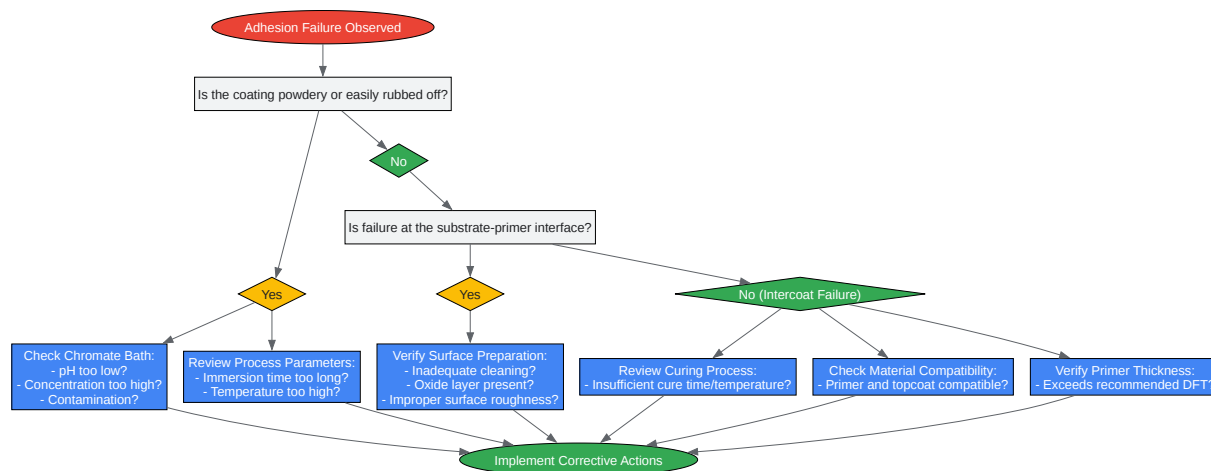 Adhesion Failure Observed
Is the coating powdery or easily rubbed off?
No
Is failure at the substrate-primer interface?
Yes
Yes
No (Intercoat Failure)
Check Chromate Bath:
- pH too low?
- Concentration too high?
- Contamination?
Review Process Parameters:
- Immersion time too long?
- Temperature too high?
Verify Surface Preparation:
- Inadequate cleaning?
- Oxide layer present?
- Improper surface roughness?
Review Curing Process:
- Insufficient cure time/temperature?
Check Material Compatibility:
- Primer and topcoat compatible?
Verify Primer Thickness:
- Exceeds recommended DFT?
Implement Corrective Actions